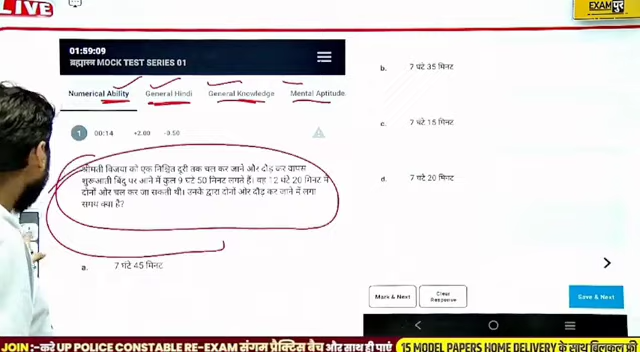 LIVE
EXAM पुर
01:59:09
ब्रह्मास्त्र MOCK TEST SERIES 01
Numerical Ability General Hindi General Knowledge Mental Aptitude
1 00:14 +2.00 -0.50
श्रीमती विजया को एक निश्चित दूरी तक चल कर जाने और दौड़ कर वापस
शुरूआती बिंदु पर आने में कुल 9 घंटे 50 मिनट लगते हैं। वह 12 घंटे 20 मिनट में
दोनों ओर चल कर जा सकती थी। उनके द्वारा दोनों ओर दौड़ कर जाने में लगा
समय क्या है?
a. 7 घंटे 45 मिनट
b. 7 घंटे 35 मिनट
c. 7 घंटे 15 मिनट
d. 7 घंटे 20 मिनट
Mark & Next
Clear
Response
Save & Next
JOIN :-करें UP POLICE CONSTABLE RE-EXAM संगम प्रैक्टिस बैच और साथ ही पाएं 15 MODEL PAPERS HOME DELIVERY के साथ बिलकुल फ्री